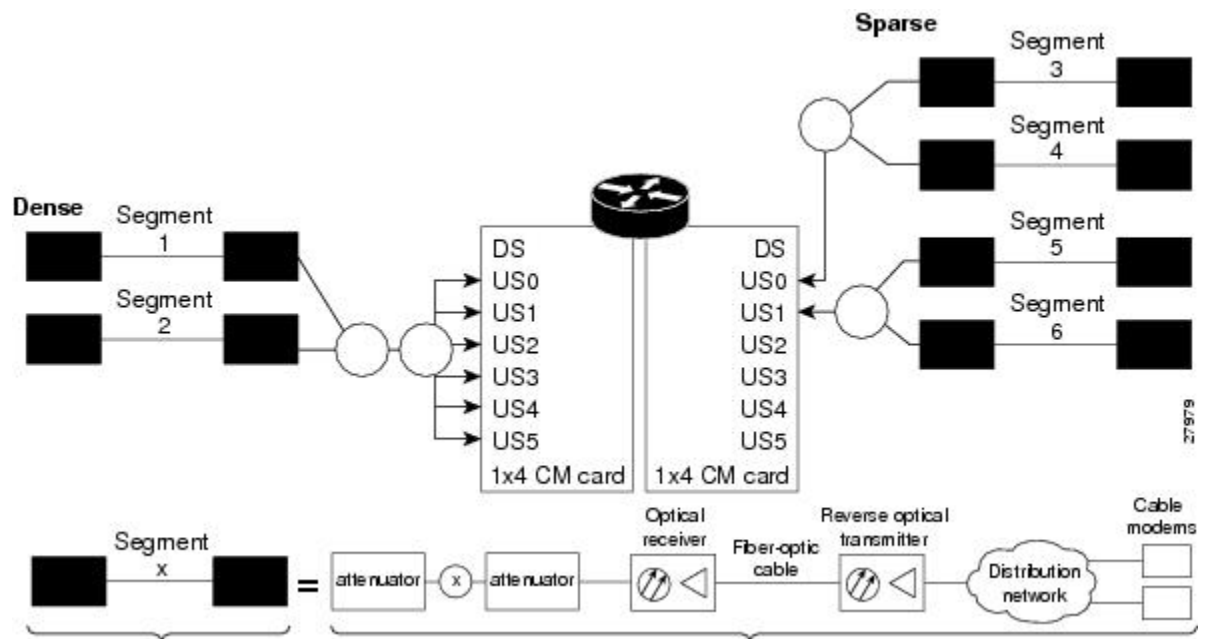 Sparse
Segment
3
Segment
4
Dense
Segment
1
Segment
2
Segment
5
Segment
6
DS
US0
US1
US2
US3
US4
US5
1x4 CM card
DS
US0
US1
US2
US3
US4
US5
1x4 CM card
27979
Segment
x
=
attenuator
x
attenuator
Optical
receiver
Fiber-optic
cable
Reverse optical
transmitter
Distribution
network
Cable
modems